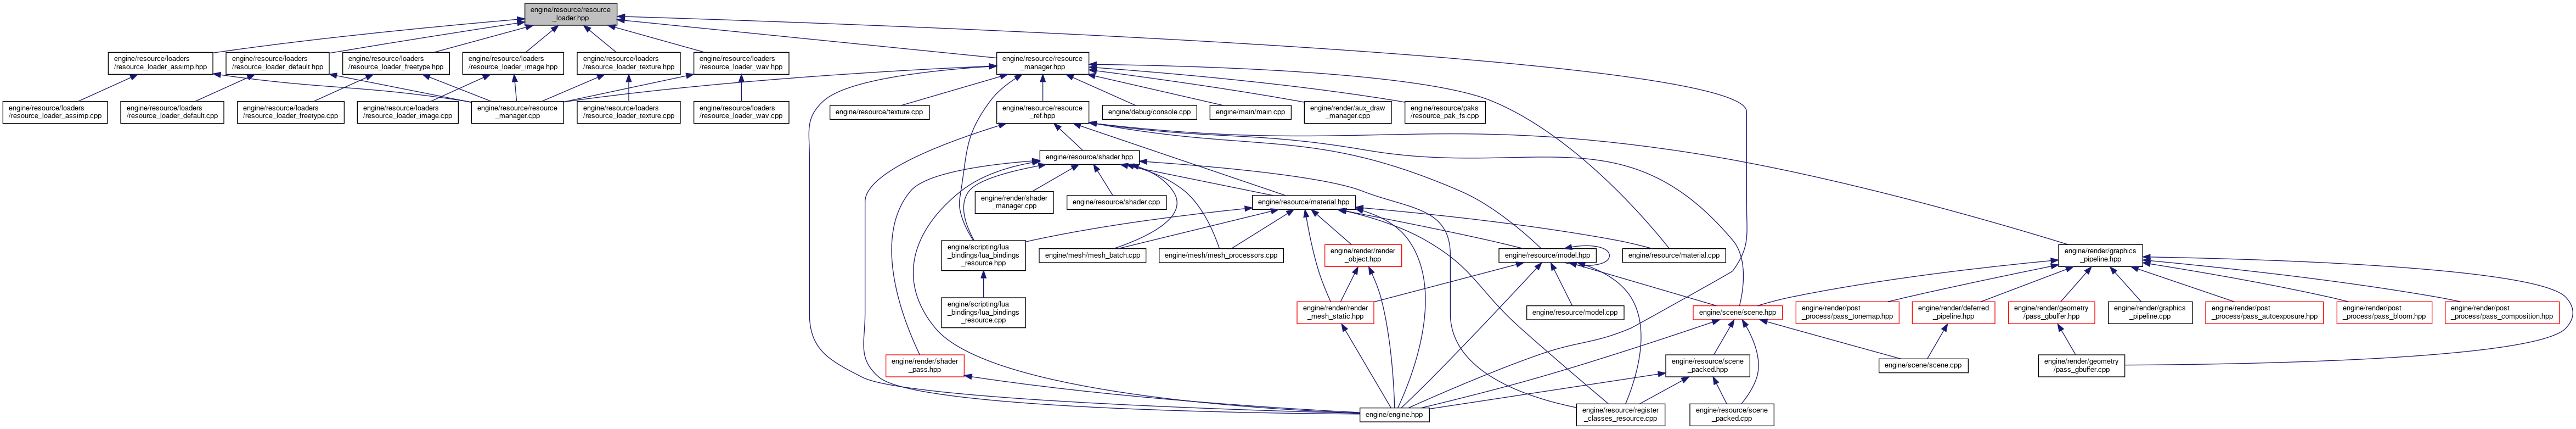 engine/resource/resource
_loader.hpp
engine/resource/loaders
/resource_loader_assimp.hpp
engine/resource/loaders
/resource_loader_default.hpp
engine/resource/loaders
/resource_loader_freetype.hpp
engine/resource/loaders
/resource_loader_image.hpp
engine/resource/loaders
/resource_loader_texture.hpp
engine/resource/loaders
/resource_loader_wav.hpp
engine/resource/resource
_manager.hpp
engine/resource/loaders
/resource_loader_assimp.cpp
engine/resource/loaders
/resource_loader_default.cpp
engine/resource/loaders
/resource_loader_freetype.cpp
engine/resource/loaders
/resource_loader_image.cpp
engine/resource/resource
_manager.cpp
engine/resource/loaders
/resource_loader_texture.cpp
engine/resource/loaders
/resource_loader_wav.cpp
engine/resource/texture.cpp
engine/resource/resource
_ref.hpp
engine/debug/console.cpp
engine/main/main.cpp
engine/render/aux_draw
_manager.cpp
engine/resource/paks
/resource_pak_fs.cpp
engine/resource/shader.hpp
engine/render/shader
_manager.cpp
engine/resource/shader.cpp
engine/resource/material.hpp
engine/scripting/lua
_bindings/lua_bindings
_resource.hpp
engine/mesh/mesh_batch.cpp
engine/mesh/mesh_processors.cpp
engine/render/render
_object.hpp
engine/resource/model.hpp
engine/resource/material.cpp
engine/render/graphics
_pipeline.hpp
engine/scripting/lua
_bindings/lua_bindings
_resource.cpp
engine/render/render
_mesh_static.hpp
engine/resource/model.cpp
engine/scene/scene.hpp
engine/render/post
_process/pass_tonemap.hpp
engine/render/deferred
_pipeline.hpp
engine/render/geometry
/pass_gbuffer.hpp
engine/render/graphics
_pipeline.cpp
engine/render/post
_process/pass_autoexposure.hpp
engine/render/post
_process/pass_bloom.hpp
engine/render/post
_process/pass_composition.hpp
engine/render/shader
_pass.hpp
engine/resource/scene
_packed.hpp
engine/scene/scene.cpp
engine/render/geometry
/pass_gbuffer.cpp
engine/engine.hpp
engine/resource/register
_classes_resource.cpp
engine/resource/scene
_packed.cpp